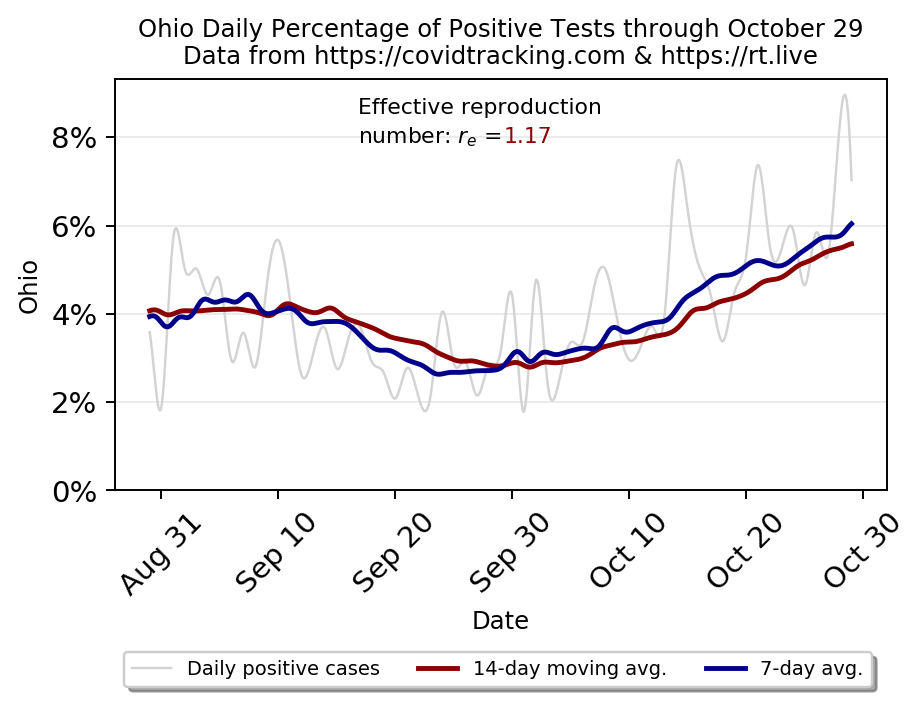 Ohio Daily Percentage of Positive Tests through October 29
Data from https://covidtracking.com & https://rt.live
Effective reproduction
number: rₑ =1.17
8%
6%
4%
2%
0%
Ohio
Aug 31
Sep 10
Sep 20
Sep 30
Oct 10
Oct 20
Oct 30
Date
Daily positive cases
14-day moving avg.
7-day avg.